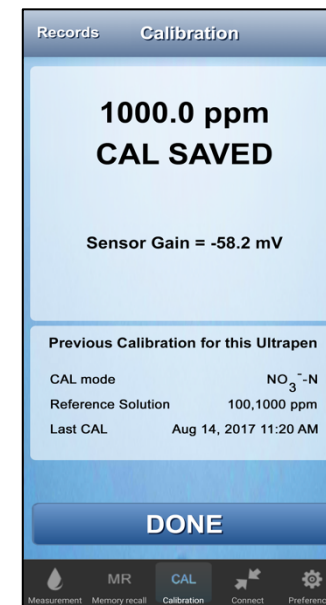 Records Calibration
1000.0 ppm
CAL SAVED
Sensor Gain = -58.2 mV
Previous Calibration for this Ultrapen
CAL mode NO₃⁻-N
Reference Solution 100,1000 ppm
Last CAL Aug 14, 2017 11:20 AM
DONE
MR CAL
Measurement Memory recall Calibration Connect Preferenc